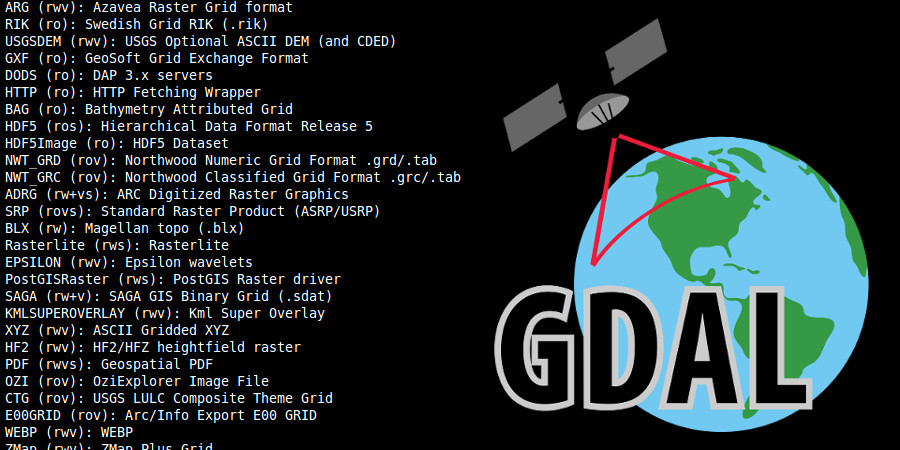 ARG (rwv): Azavea Raster Grid format
RIK (ro): Swedish Grid RIK (.rik)
USGSDEM (rwv): USGS Optional ASCII DEM (and CDED)
GXF (ro): GeoSoft Grid Exchange Format
DODS (ro): DAP 3.x servers
HTTP (ro): HTTP Fetching Wrapper
BAG (ro): Bathymetry Attributed Grid
HDF5 (ros): Hierarchical Data Format Release 5
HDF5Image (ro): HDF5 Dataset
NWT_GRD (rov): Northwood Numeric Grid Format .grd/.tab
NWT_GRC (rov): Northwood Classified Grid Format .grc/.tab
ADRG (rw+vs): ARC Digitized Raster Graphics
SRP (rovs): Standard Raster Product (ASRP/USRP)
BLX (rw): Magellan topo (.blx)
Rasterlite (rws): Rasterlite
EPSILON (rwv): Epsilon wavelets
PostGISRaster (rws): PostGIS Raster driver
SAGA (rw+v): SAGA GIS Binary Grid (.sdat)
KMLSUPEROVERLAY (rwv): Kml Super Overlay
XYZ (rwv): ASCII Gridded XYZ
HF2 (rwv): HF2/HFZ heightfield raster
PDF (rwvs): Geospatial PDF
OZI (rov): OziExplorer Image File
CTG (rov): USGS LULC Composite Theme Grid
E00GRID (rov): Arc/Info Export E00 GRID
WEBP (rwv): WEBP
ZMap (rwv): ZMap Plus Grid
GDAL